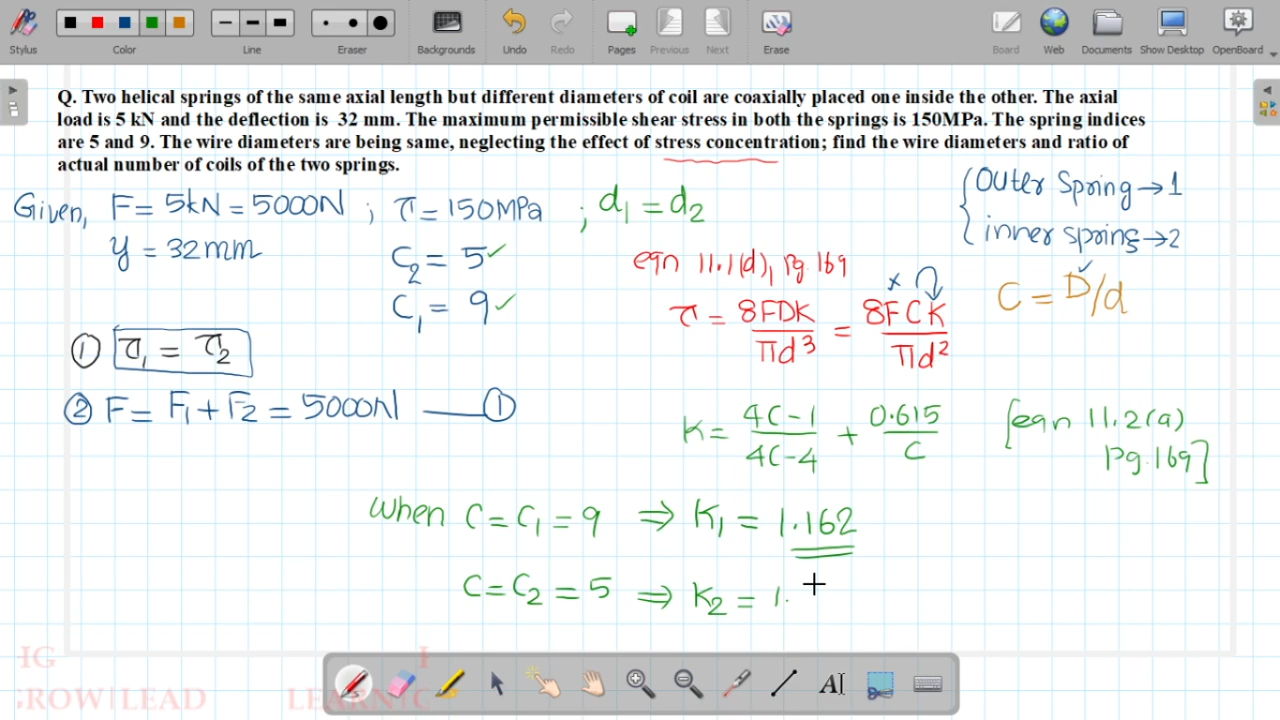 Stylus Color Line Eraser Backgrounds Undo Redo Pages Previous Next Erase Board Web Documents Show Desktop OpenBoard
Q. Two helical springs of the same axial length but different diameters of coil are coaxially placed one inside the other. The axial
load is 5 kN and the deflection is 32 mm. The maximum permissible shear stress in both the springs is 150MPa. The spring indices
are 5 and 9. The wire diameters are being same, neglecting the effect of stress concentration; find the wire diameters and ratio of
actual number of coils of the two springs.
Given, F = 5kN = 5000N ; τ = 150MPa ; d₁ = d₂
y = 32mm
C₂ = 5 ✓
C₁ = 9 ✓
① τ₁ = τ₂
② F = F₁ + F₂ = 5000N — ①
{ Outer Spring → 1
inner spring → 2
eqn 11.1(d), pg.169
τ = 8FDK/πd³ = 8FCK/πd²
C = D/d
K = 4C-1/4C-4 + 0.615/C [eqn 11.2(a)
pg.169]
when C = C₁ = 9 ⇒ K₁ = 1.162
C = C₂ = 5 ⇒ K₂ = 1.
ROW|LEAD LEARN